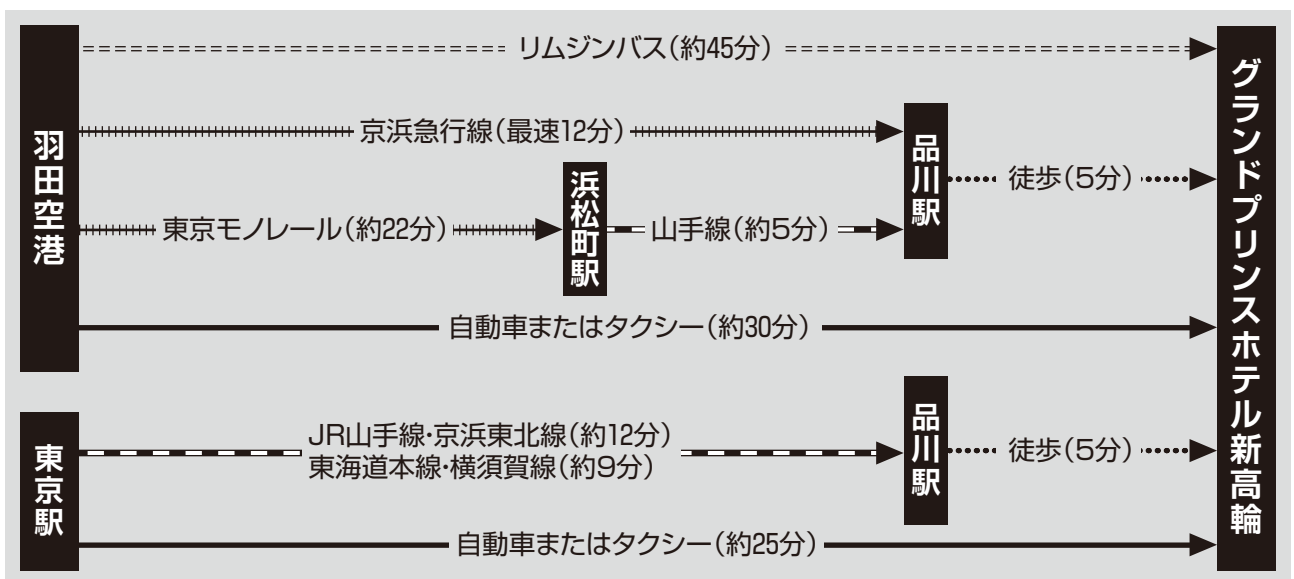 羽田空港
リムジンバス（約45分）
京浜急行線（最速12分）
品川駅
徒歩（5分）
東京モノレール（約22分）
浜松町駅
山手線（約5分）
自動車またはタクシー（約30分）
東京駅
JR山手線・京浜東北線（約12分）
東海道本線・横須賀線（約9分）
品川駅
徒歩（5分）
自動車またはタクシー（約25分）
グランドプリンスホテル新高輪